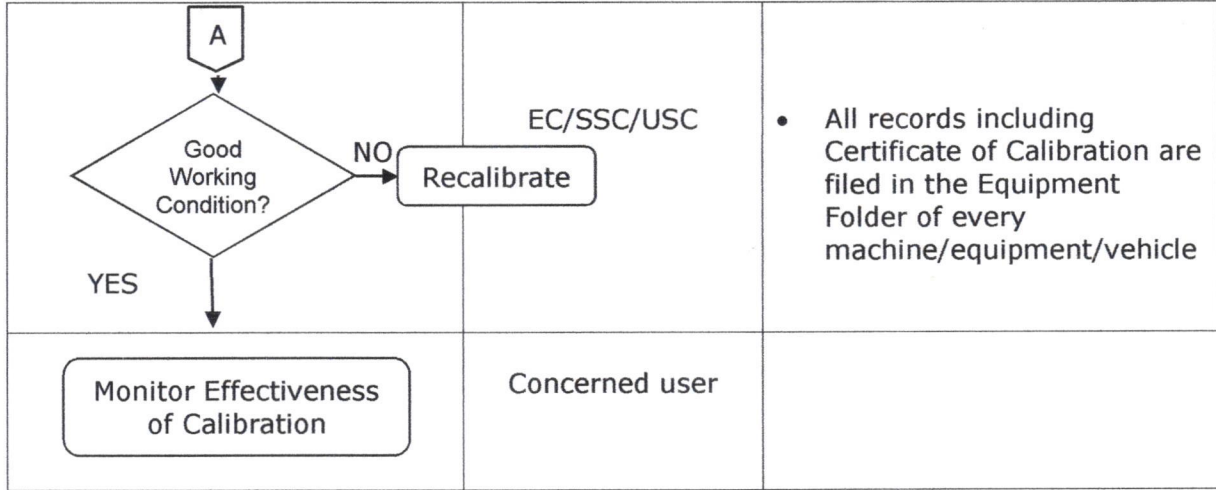 A
Good
Working
Condition?
NO
Recalibrate
YES
EC/SSC/USC
• All records including
Certificate of Calibration are
filed in the Equipment
Folder of every
machine/equipment/vehicle
Monitor Effectiveness
of Calibration
Concerned user